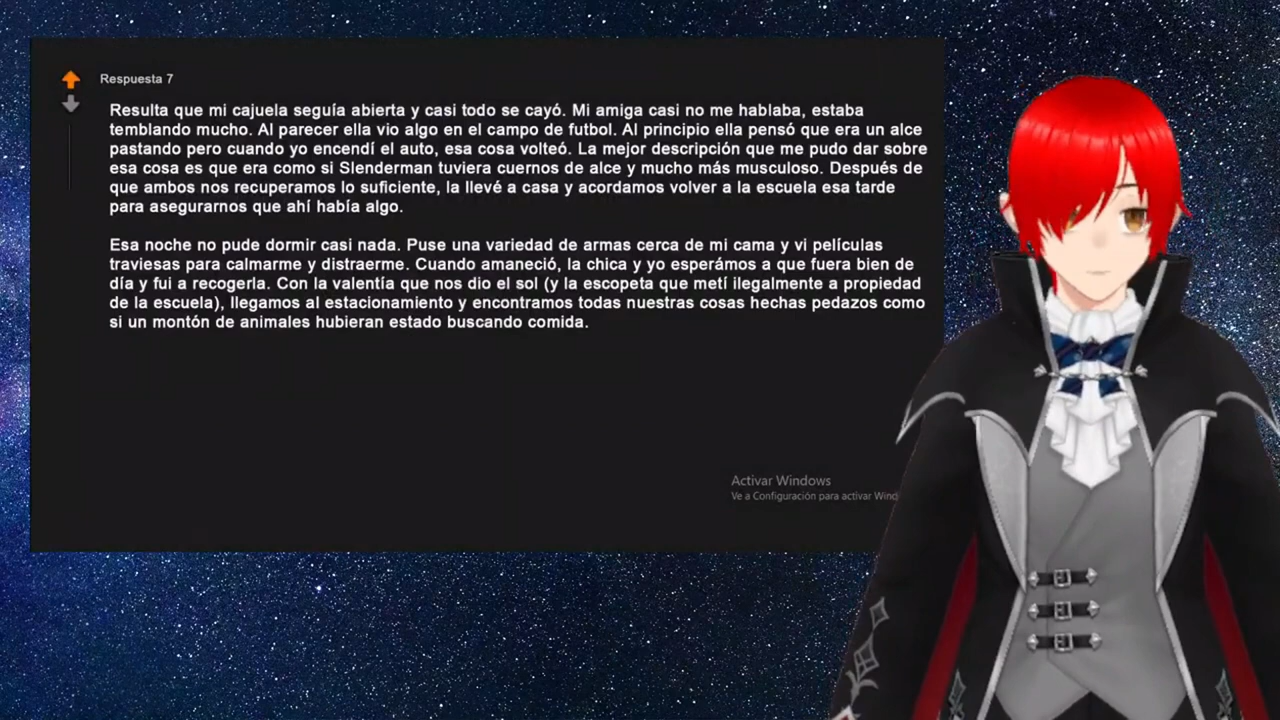 Respuesta 7
Resulta que mi cajuela seguía abierta y casi todo se cayó. Mi amiga casi no me hablaba, estaba
temblando mucho. Al parecer ella vio algo en el campo de futbol. Al principio ella pensó que era un alce
pastando pero cuando yo encendí el auto, esa cosa volteó. La mejor descripción que me pudo dar sobre
esa cosa es que era como si Slenderman tuviera cuernos de alce y mucho más musculoso. Después de
que ambos nos recuperamos lo suficiente, la llevé a casa y acordamos volver a la escuela esa tarde
para asegurarnos que ahí había algo.
Esa noche no pude dormir casi nada. Puse una variedad de armas cerca de mi cama y vi películas
traviesas para calmarme y distraerme. Cuando amaneció, la chica y yo esperámos a que fuera bien de
día y fui a recogerla. Con la valentía que nos dio el sol (y la escopeta que metí ilegalmente a propiedad
de la escuela), llegamos al estacionamiento y encontramos todas nuestras cosas hechas pedazos como
si un montón de animales hubieran estado buscando comida.
Activar Windows
Ve a Configuración para activar